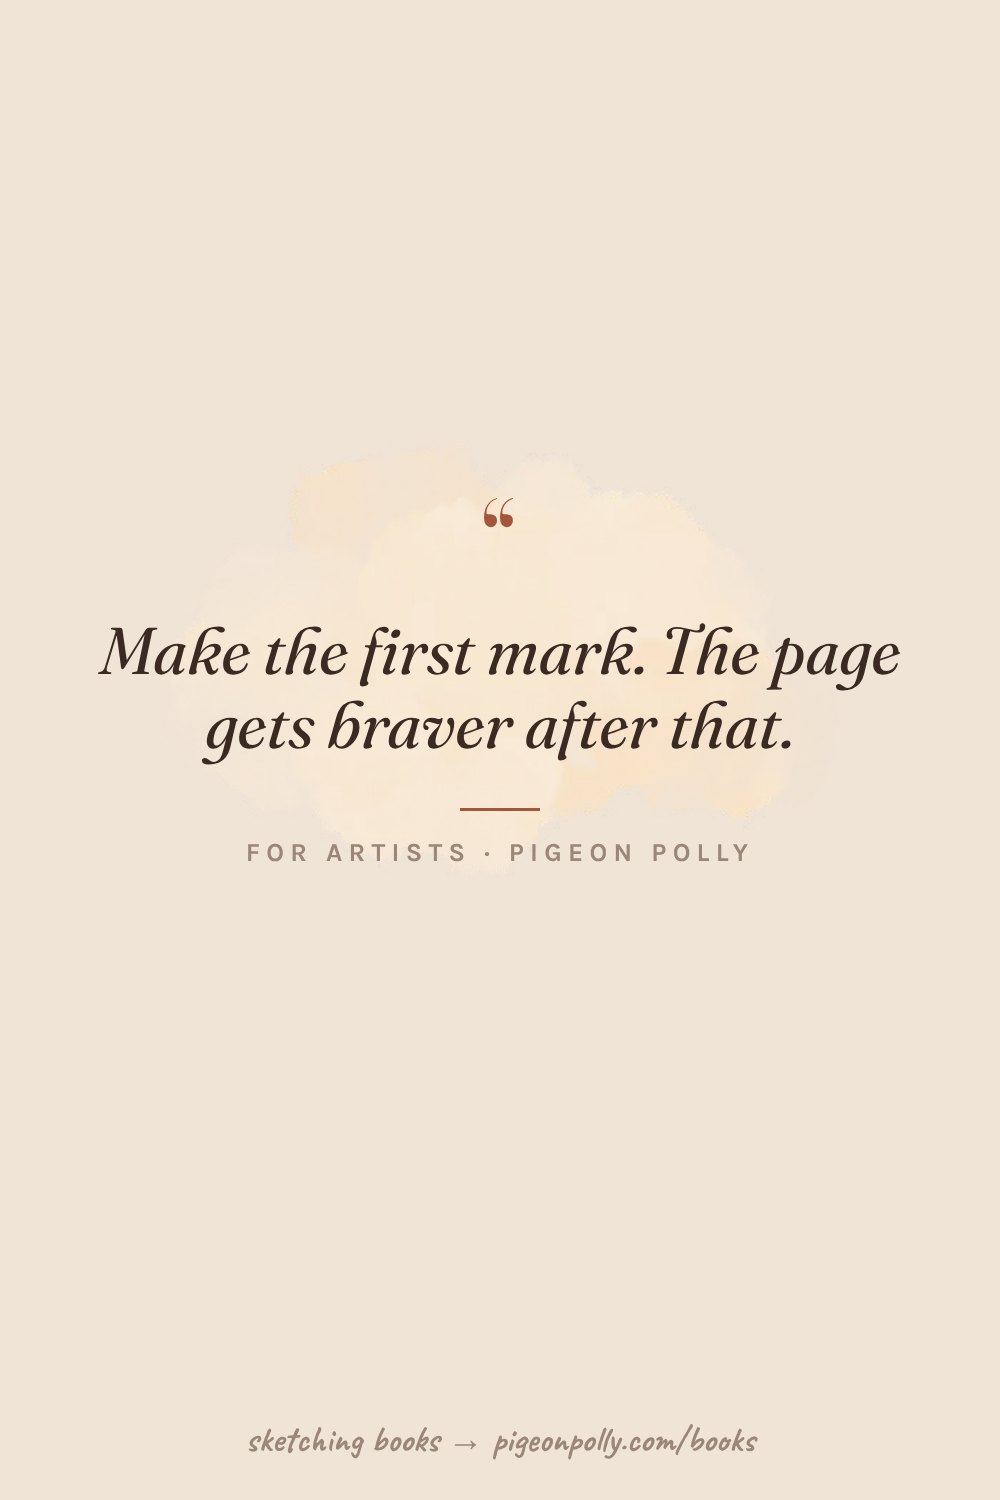 “
Make the first mark. The page
gets braver after that.
FOR ARTISTS · PIGEON POLLY
sketching books → pigeonpolly.com/books